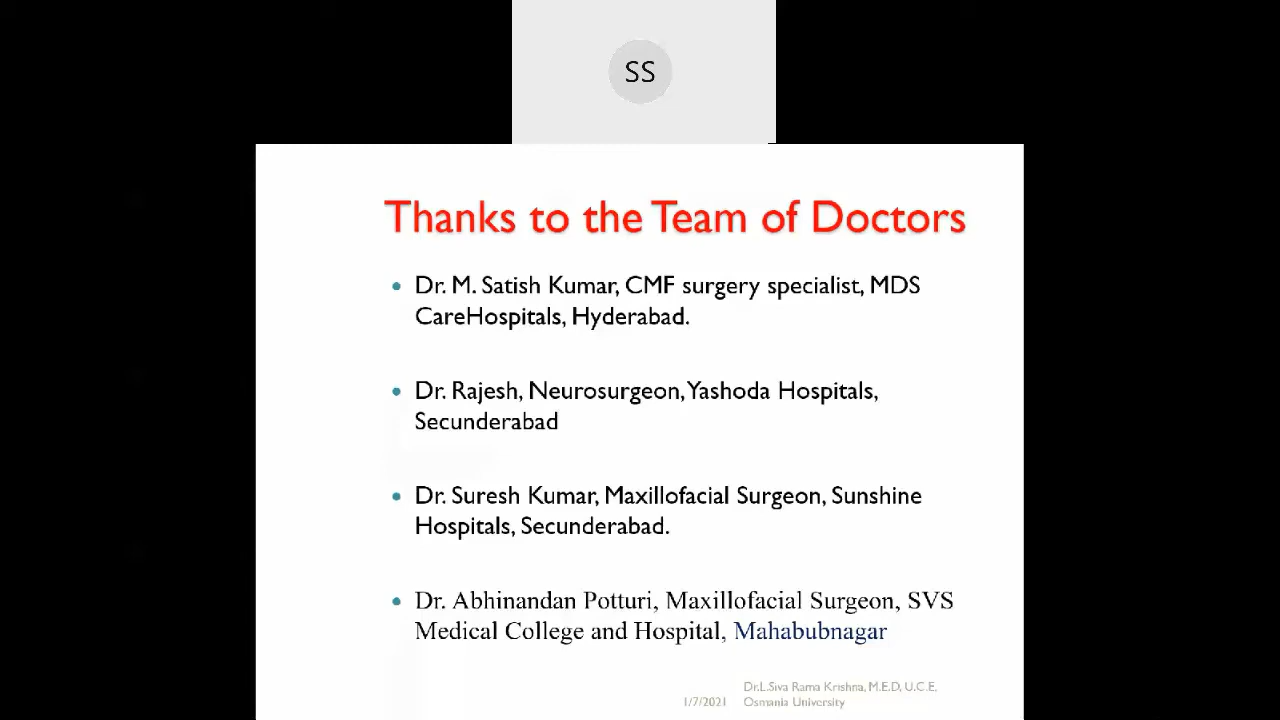 SS
Thanks to the Team of Doctors
• Dr. M. Satish Kumar, CMF surgery specialist, MDS
CareHospitals, Hyderabad.
• Dr. Rajesh, Neurosurgeon, Yashoda Hospitals,
Secunderabad
• Dr. Suresh Kumar, Maxillofacial Surgeon, Sunshine
Hospitals, Secunderabad.
• Dr. Abhinandan Potturi, Maxillofacial Surgeon, SVS
Medical College and Hospital, Mahabubnagar
Dr.L.Siva Rama Krishna, M.E.D, U.C.E,
1/7/2021 Osmania University